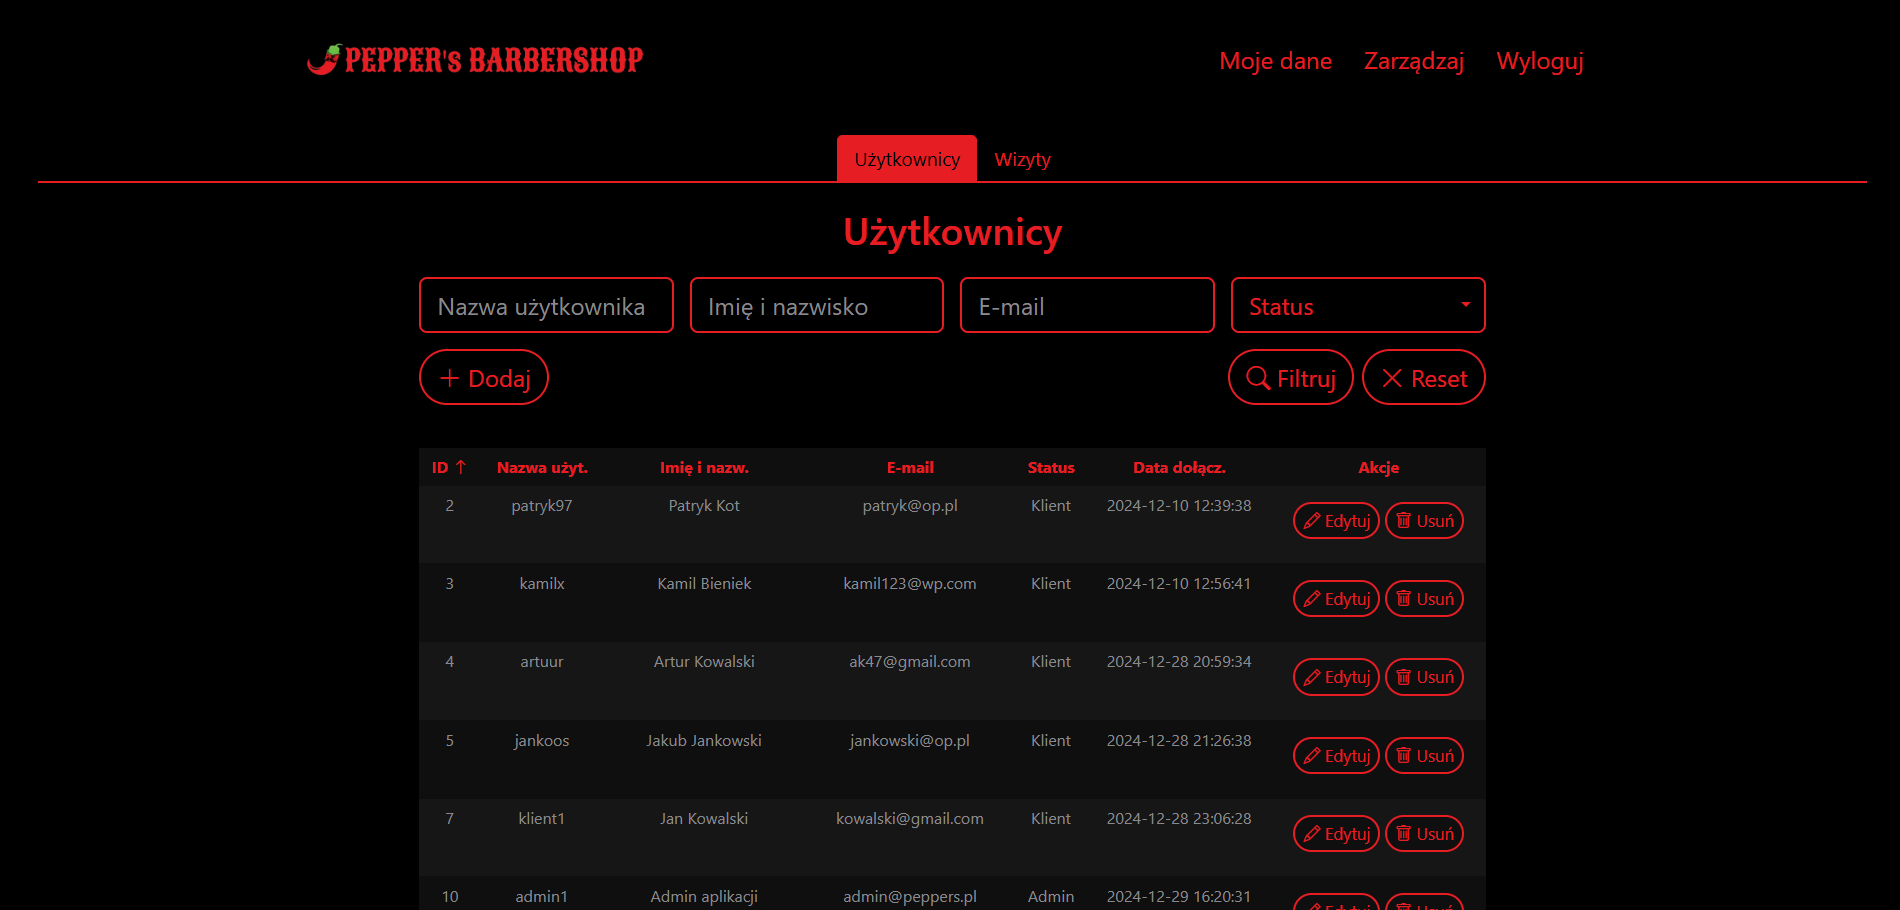 PEPPER's BARBERSHOP
Moje dane Zarządzaj Wyloguj
Użytkownicy Wizyty
Użytkownicy
Nazwa użytkownika Imię i nazwisko E-mail Status
Dodaj Filtruj Reset
ID Nazwa użyt. Imię i nazw. E-mail Status Data dołącz. Akcje
2 patryk97 Patryk Kot patryk@op.pl Klient 2024-12-10 12:39:38 Edytuj Usuń
3 kamilx Kamil Bieniek kamil123@wp.com Klient 2024-12-10 12:56:41 Edytuj Usuń
4 artuur Artur Kowalski ak47@gmail.com Klient 2024-12-28 20:59:34 Edytuj Usuń
5 jankoos Jakub Jankowski jankowski@op.pl Klient 2024-12-28 21:26:38 Edytuj Usuń
7 klient1 Jan Kowalski kowalski@gmail.com Klient 2024-12-28 23:06:28 Edytuj Usuń
10 admin1 Admin aplikacji admin@peppers.pl Admin 2024-12-29 16:20:31 Edytuj Usuń